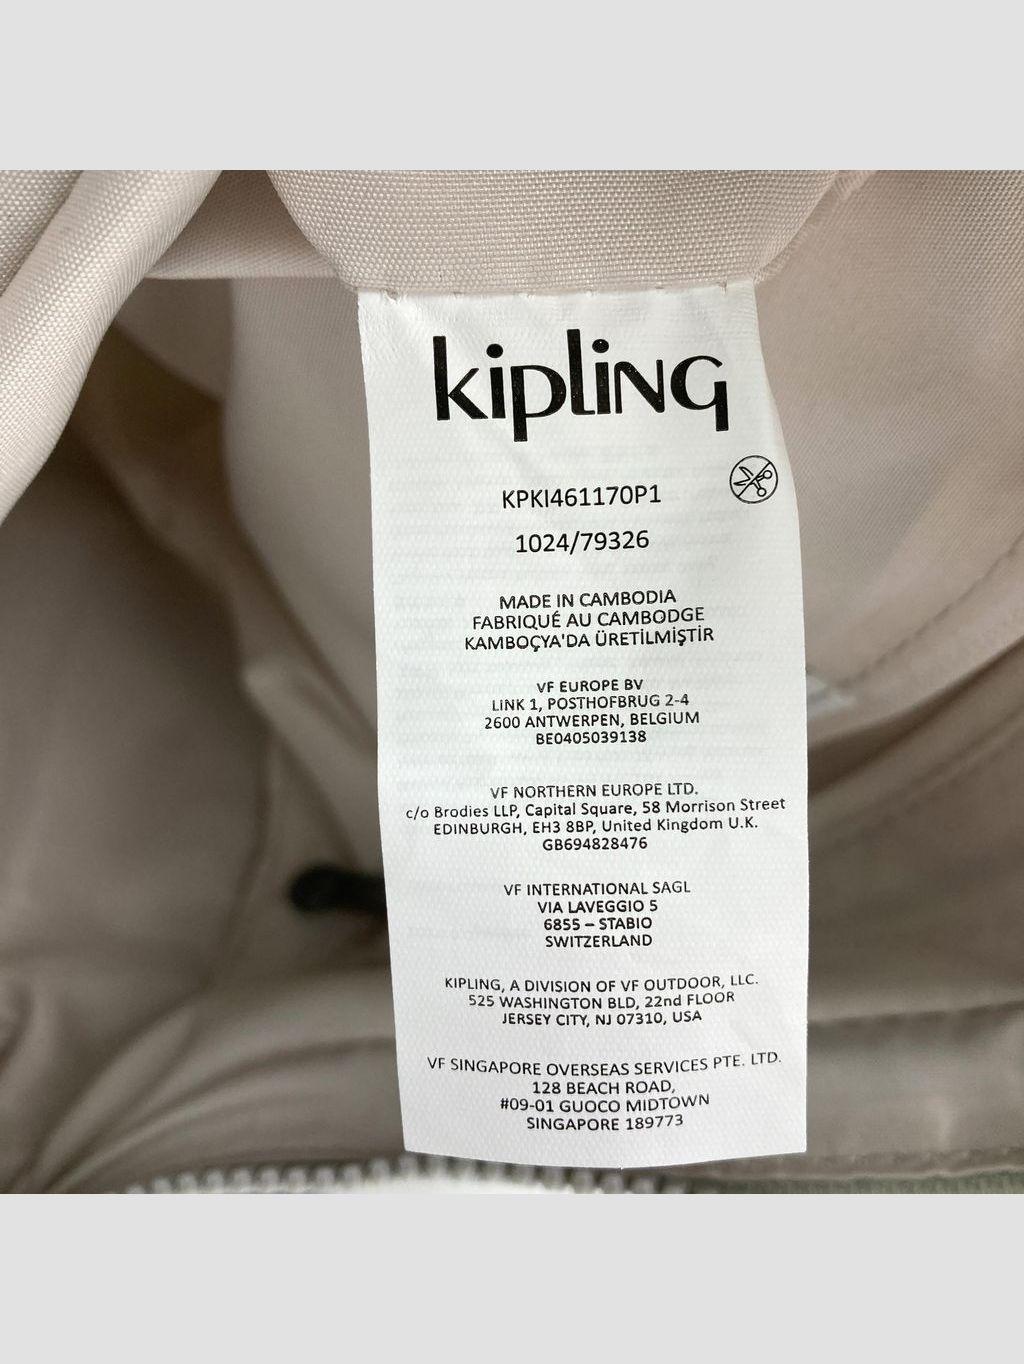 kipling
KPKI461170P1
1024/79326
MADE IN CAMBODIA
FABRIQUÉ AU CAMBODGE
KAMBOÇYA'DA ÜRETİLMİŞTİR
VF EUROPE BV
LINK 1, POSTHOFBRUG 2-4
2600 ANTWERPEN, BELGIUM
BE0405039138
VF NORTHERN EUROPE LTD.
c/o Brodies LLP, Capital Square, 58 Morrison Street
EDINBURGH, EH3 8BP, United Kingdom U.K.
GB694828476
VF INTERNATIONAL SAGL
VIA LAVEGGIO 5
6855 – STABIO
SWITZERLAND
KIPLING, A DIVISION OF VF OUTDOOR, LLC.
525 WASHINGTON BLD, 22nd FLOOR
JERSEY CITY, NJ 07310, USA
VF SINGAPORE OVERSEAS SERVICES PTE. LTD.
128 BEACH ROAD,
#09-01 GUOCO MIDTOWN
SINGAPORE 189773